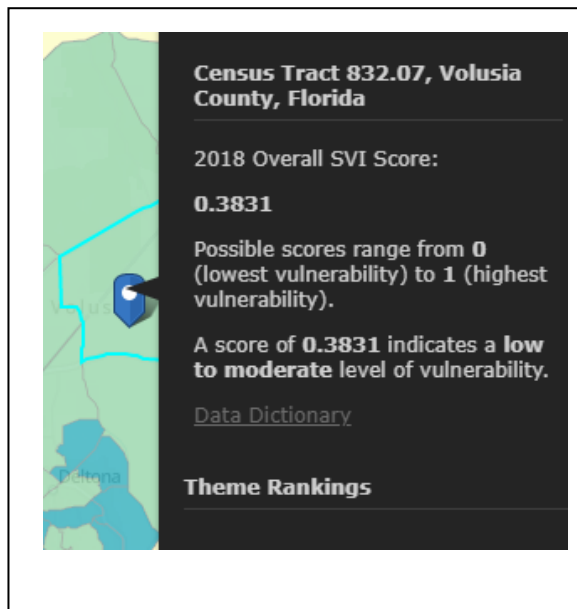 Census Tract 832.07, Volusia
County, Florida
2018 Overall SVI Score:
0.3831
Possible scores range from 0
(lowest vulnerability) to 1 (highest
vulnerability).
A score of 0.3831 indicates a low
to moderate level of vulnerability.
Data Dictionary
Theme Rankings
Volus
Deltona